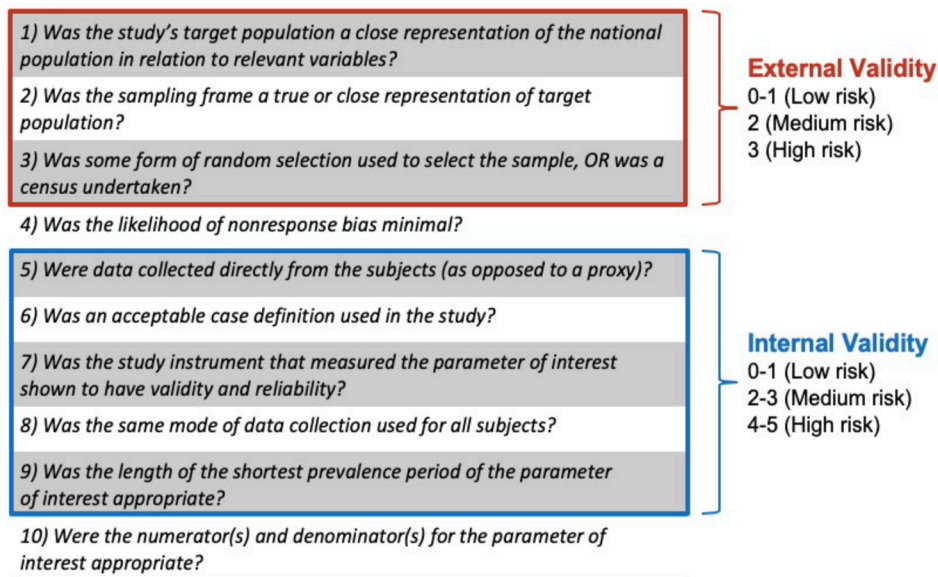 1) Was the study's target population a close representation of the national
population in relation to relevant variables?
2) Was the sampling frame a true or close representation of target
population?
3) Was some form of random selection used to select the sample, OR was a
census undertaken?
External Validity
0-1 (Low risk)
2 (Medium risk)
3 (High risk)
4) Was the likelihood of nonresponse bias minimal?
5) Were data collected directly from the subjects (as opposed to a proxy)?
6) Was an acceptable case definition used in the study?
7) Was the study instrument that measured the parameter of interest
shown to have validity and reliability?
8) Was the same mode of data collection used for all subjects?
9) Was the length of the shortest prevalence period of the parameter
of interest appropriate?
Internal Validity
0-1 (Low risk)
2-3 (Medium risk)
4-5 (High risk)
10) Were the numerator(s) and denominator(s) for the parameter of
interest appropriate?